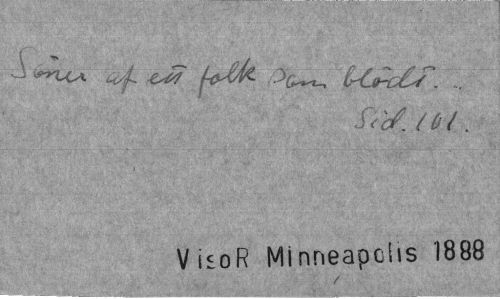 Söner af ett folk som blödt...
Sid. 101.
VisoR Minneapolis 1888